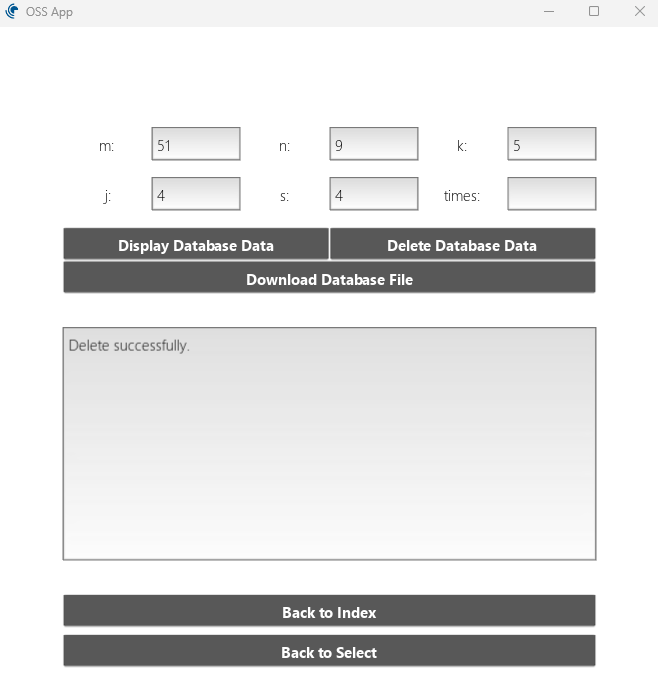 OSS App
m: 51 n: 9 k: 5
j: 4 s: 4 times:
Display Database Data Delete Database Data
Download Database File
Delete successfully.
Back to Index
Back to Select